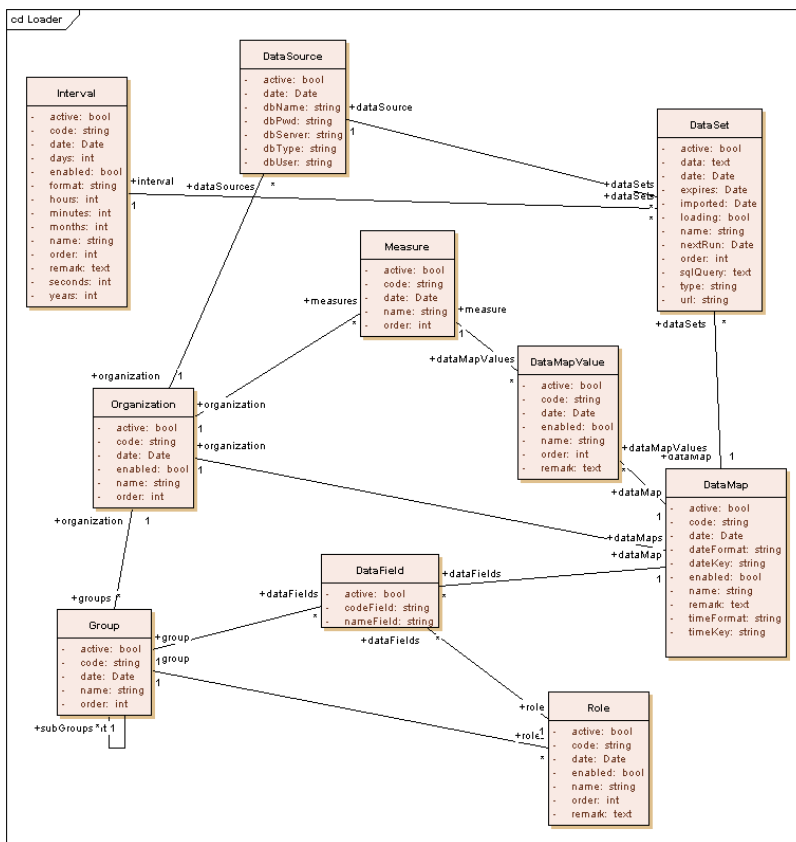 cd Loader
DataSource
- active: bool
- date: Date
- dbName: string
- dbPwd: string
- dbServer: string
- dbType: string
- dbUser: string
Interval
- active: bool
- code: string
- date: Date
- days: int
- enabled: bool
- format: string
- hours: int
- minutes: int
- months: int
- name: string
- order: int
- remark: text
- seconds: int
- years: int
DataSet
- active: bool
- data: text
- date: Date
- expires: Date
- imported: Date
- loading: bool
- name: string
- nextRun: Date
- order: int
- sqlQuery: text
- type: string
- url: string
+dataSource
1
+dataSets
*
+interval
1
+dataSets
*
+dataSources
*
Measure
- active: bool
- code: string
- date: Date
- name: string
- order: int
+measures
*
+measure
1
+dataMapValues
*
DataMapValue
- active: bool
- code: string
- date: Date
- enabled: bool
- name: string
- order: int
- remark: text
+dataSets
*
+dataMap
1
+dataMapValues
*
+dataMap
1
+organization
1
Organization
- active: bool
- code: string
- date: Date
- enabled: bool
- name: string
- order: int
+organization
1
+organization
1
+organization
1
DataMap
- active: bool
- code: string
- date: Date
- dateFormat: string
- dateKey: string
- enabled: bool
- name: string
- remark: text
- timeFormat: string
- timeKey: string
+dataMaps
*
+dataMap
1
DataField
- active: bool
- codeField: string
- nameField: string
+dataFields
*
+dataFields
*
+dataFields
*
+groups
*
Group
- active: bool
- code: string
- date: Date
- name: string
- order: int
+group
1
+group
1
+subGroups
*
1
+role
1
+role
*
Role
- active: bool
- code: string
- date: Date
- enabled: bool
- name: string
- order: int
- remark: text